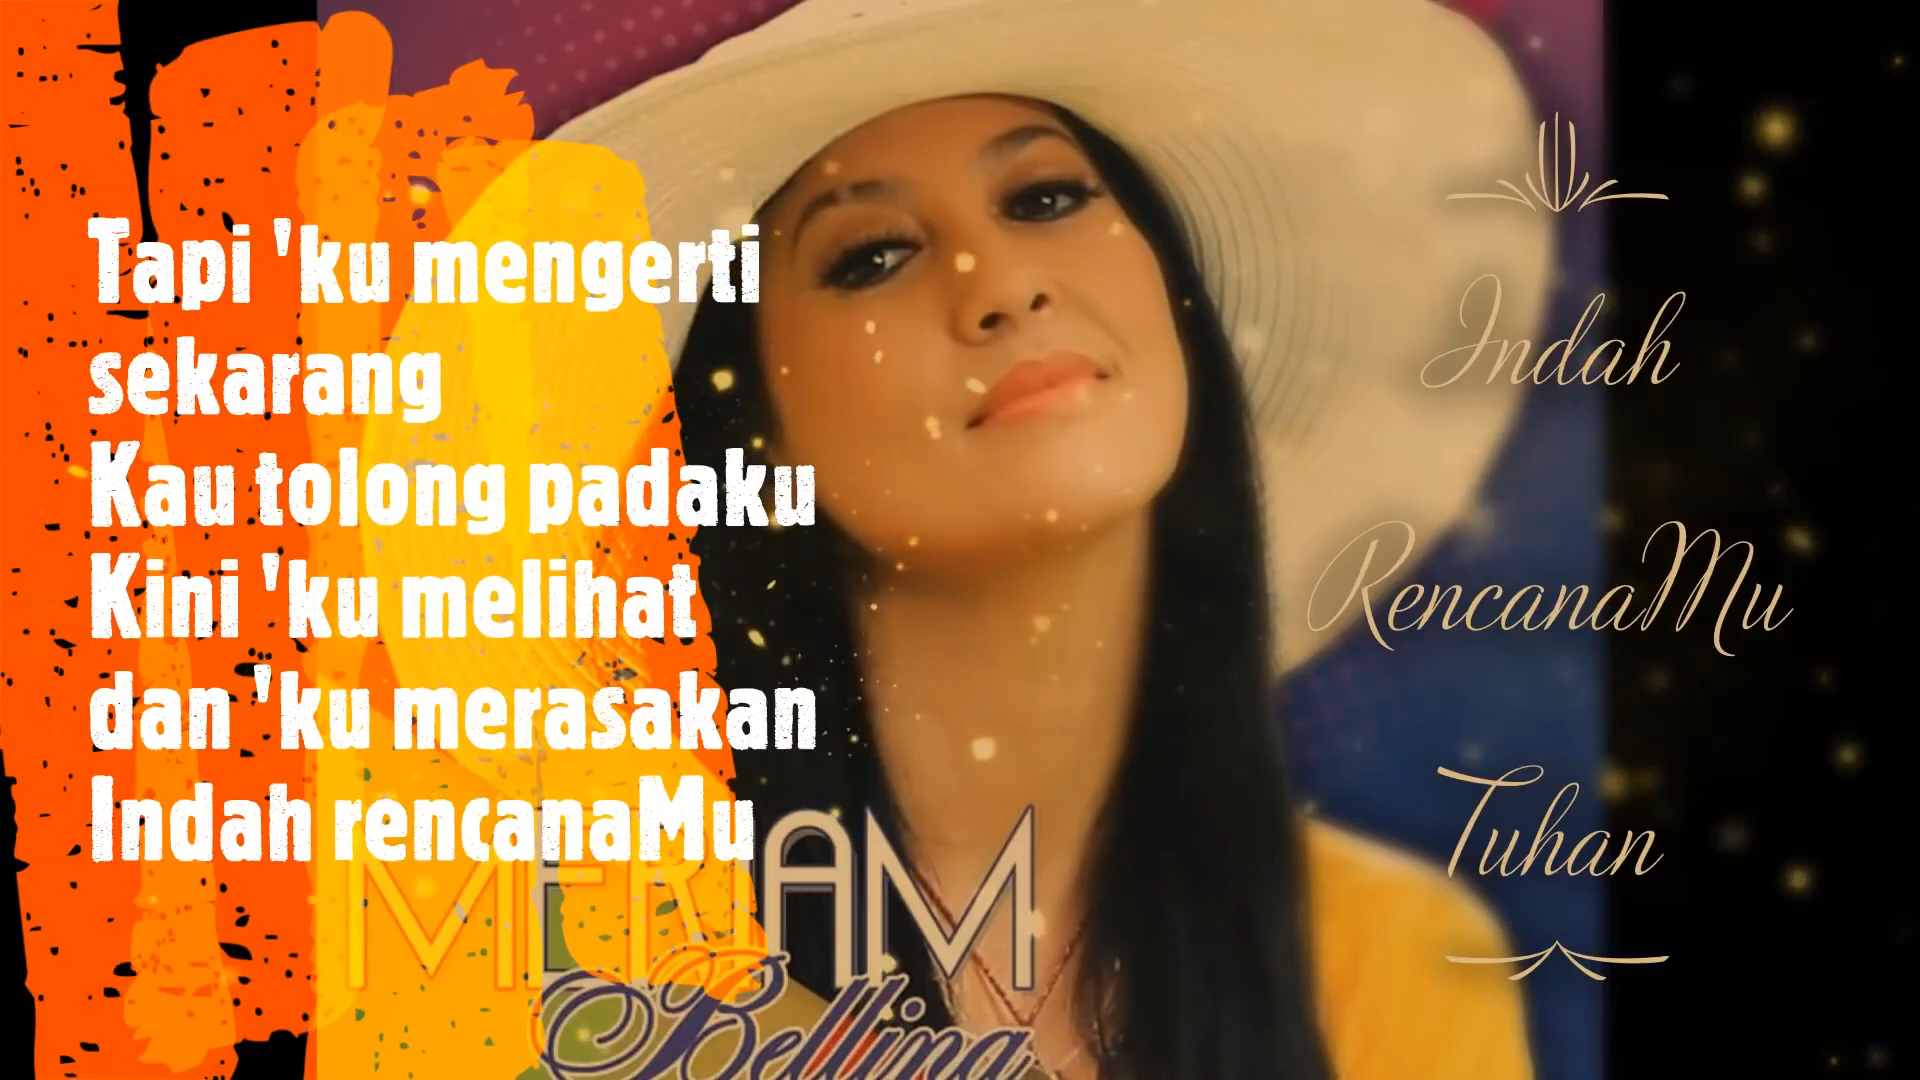 Tapi 'ku mengerti
sekarang
Kau tolong padaku
Kini 'ku melihat
dan 'ku merasakan
Indah rencanaMu
MERIAM
Bellina
Indah
RencanaMu
Tuhan